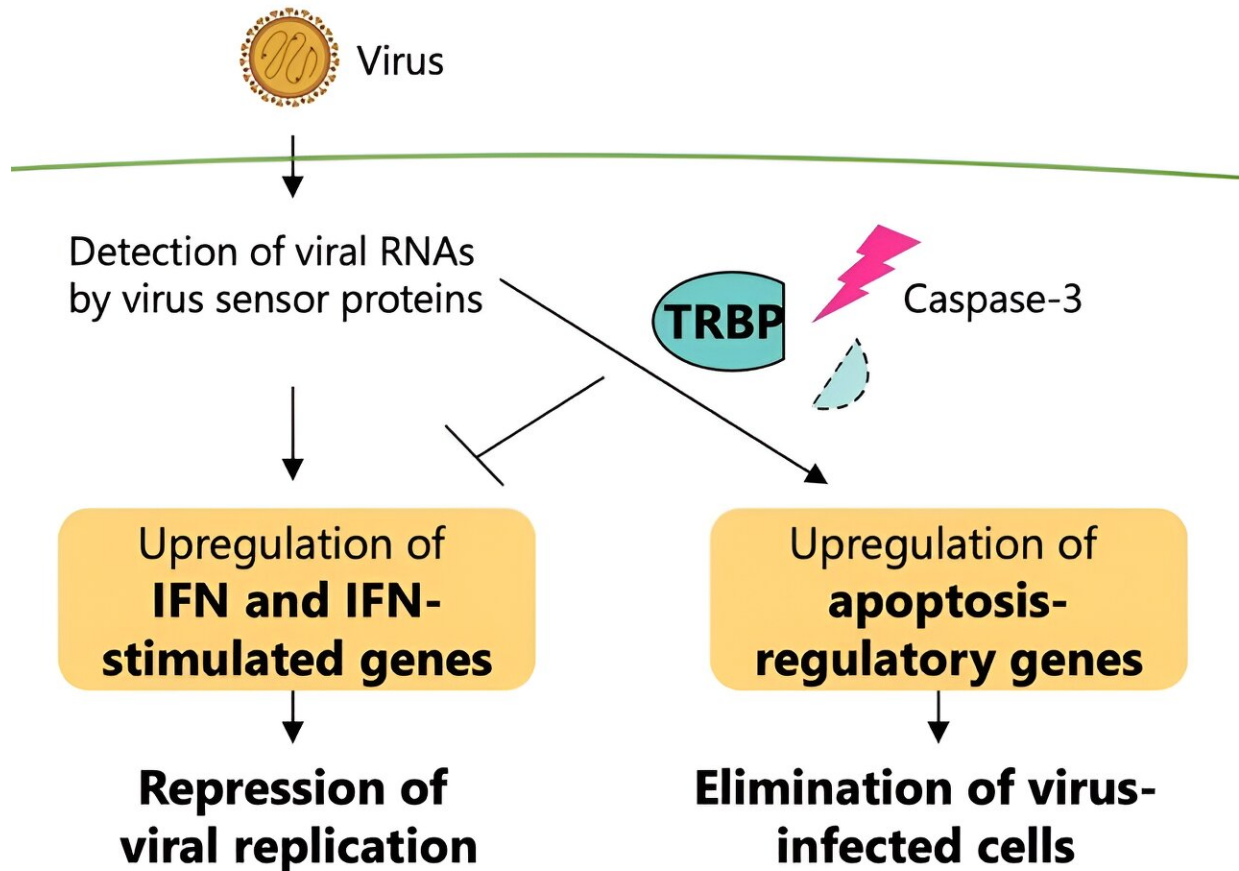 Virus
Detection of viral RNAs
by virus sensor proteins
TRBP
Caspase-3
Upregulation of
IFN and IFN-
stimulated genes
Upregulation of
apoptosis-
regulatory genes
Repression of
viral replication
Elimination of virus-
infected cells